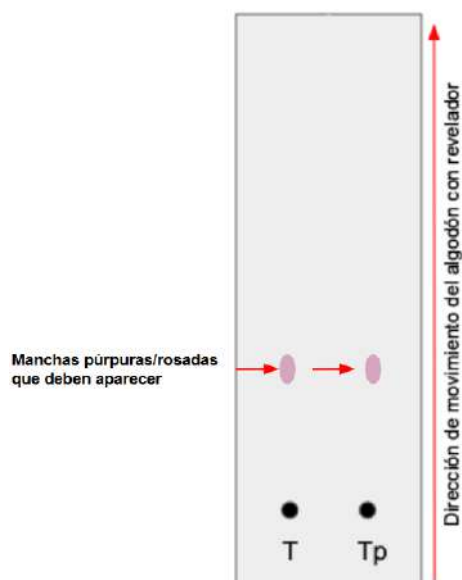 Manchas púrpuras/rosadas
que deben aparecer
T Tp
Dirección de movimiento del algodón con revelador